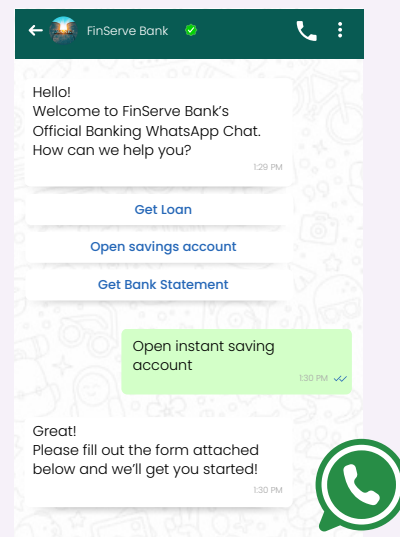 FinServe Bank
Hello!
Welcome to FinServe Bank's
Official Banking WhatsApp Chat.
How can we help you?
1:29 PM
Get Loan
Open savings account
Get Bank Statement
Open instant saving
account
1:30 PM
Great!
Please fill out the form attached
below and we'll get you started!
1:30 PM